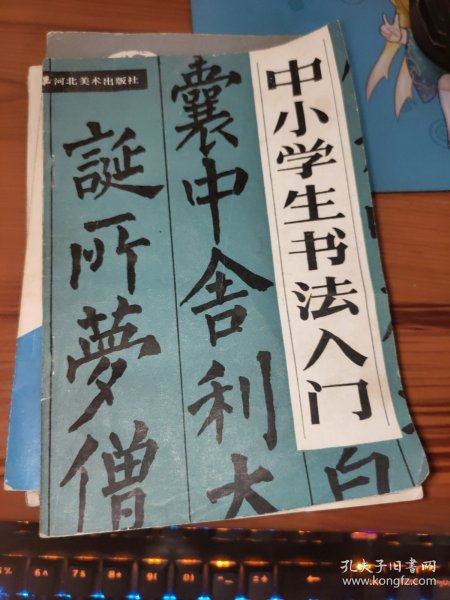 河北美术出版社
中小学生书法入门
囊中舍利大
誕所夢僧
孔夫子旧书网
www.kongfz.com